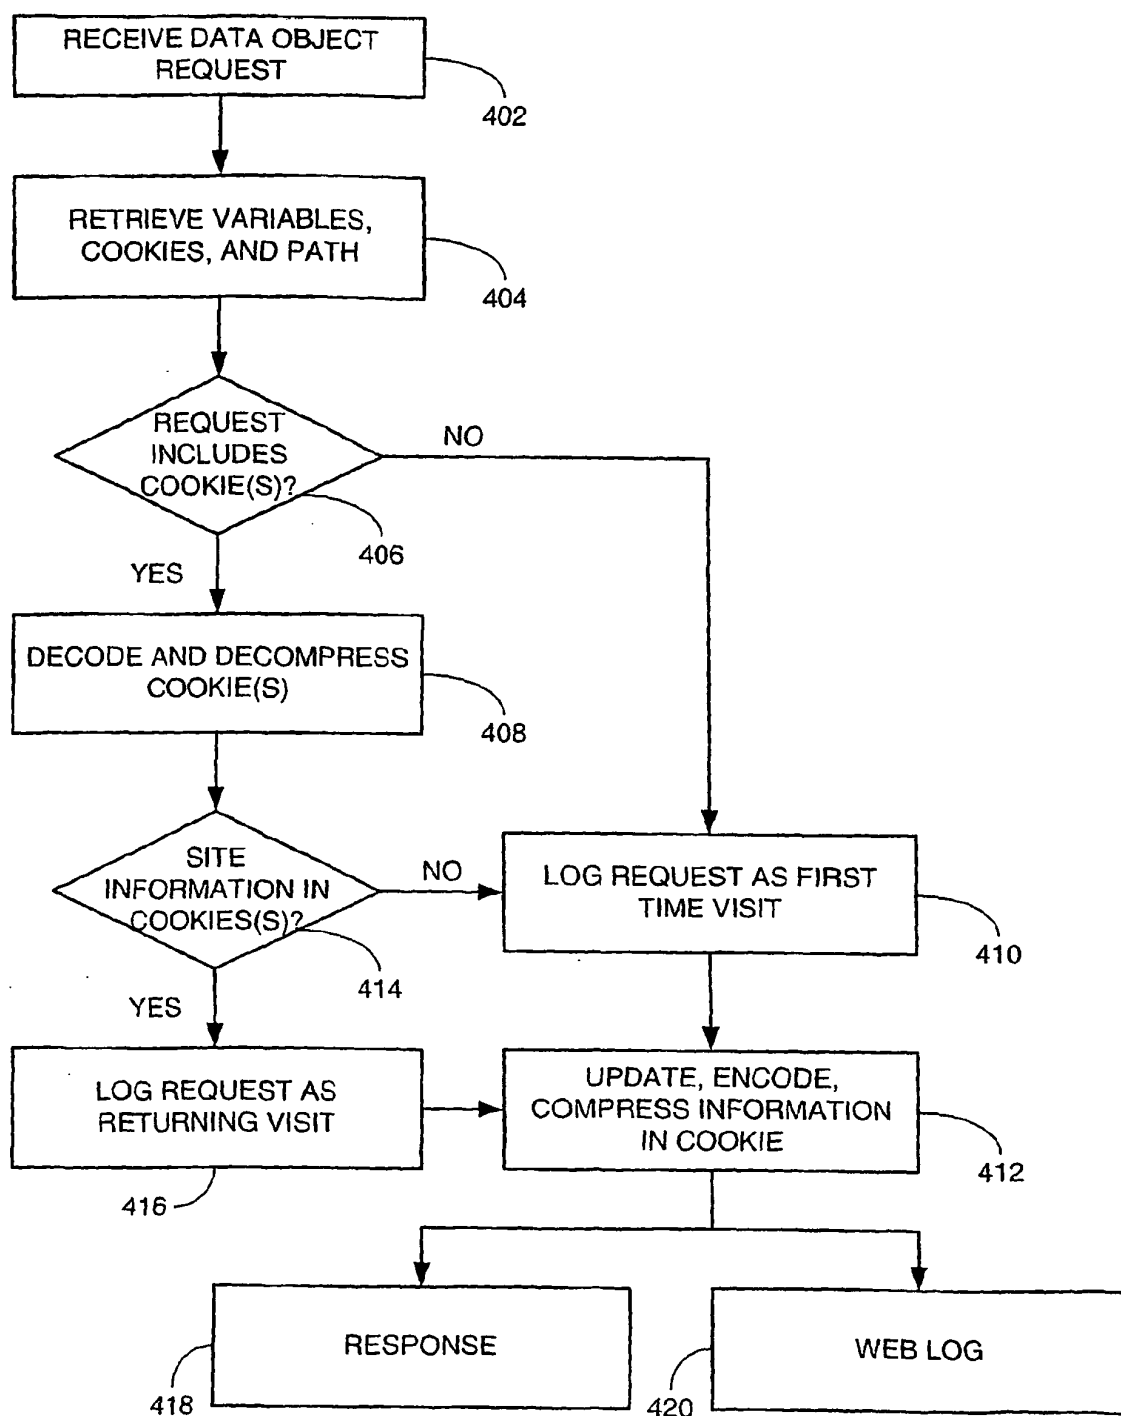 RECEIVE DATA OBJECT
REQUEST
402
RETRIEVE VARIABLES,
COOKIES, AND PATH
404
REQUEST
INCLUDES
COOKIE(S)?
406
NO
YES
DECODE AND DECOMPRESS
COOKIE(S)
408
SITE
INFORMATION IN
COOKIES(S)?
414
NO
YES
LOG REQUEST AS FIRST
TIME VISIT
410
LOG REQUEST AS
RETURNING VISIT
416
UPDATE, ENCODE,
COMPRESS INFORMATION
IN COOKIE
412
RESPONSE
418
WEB LOG
420